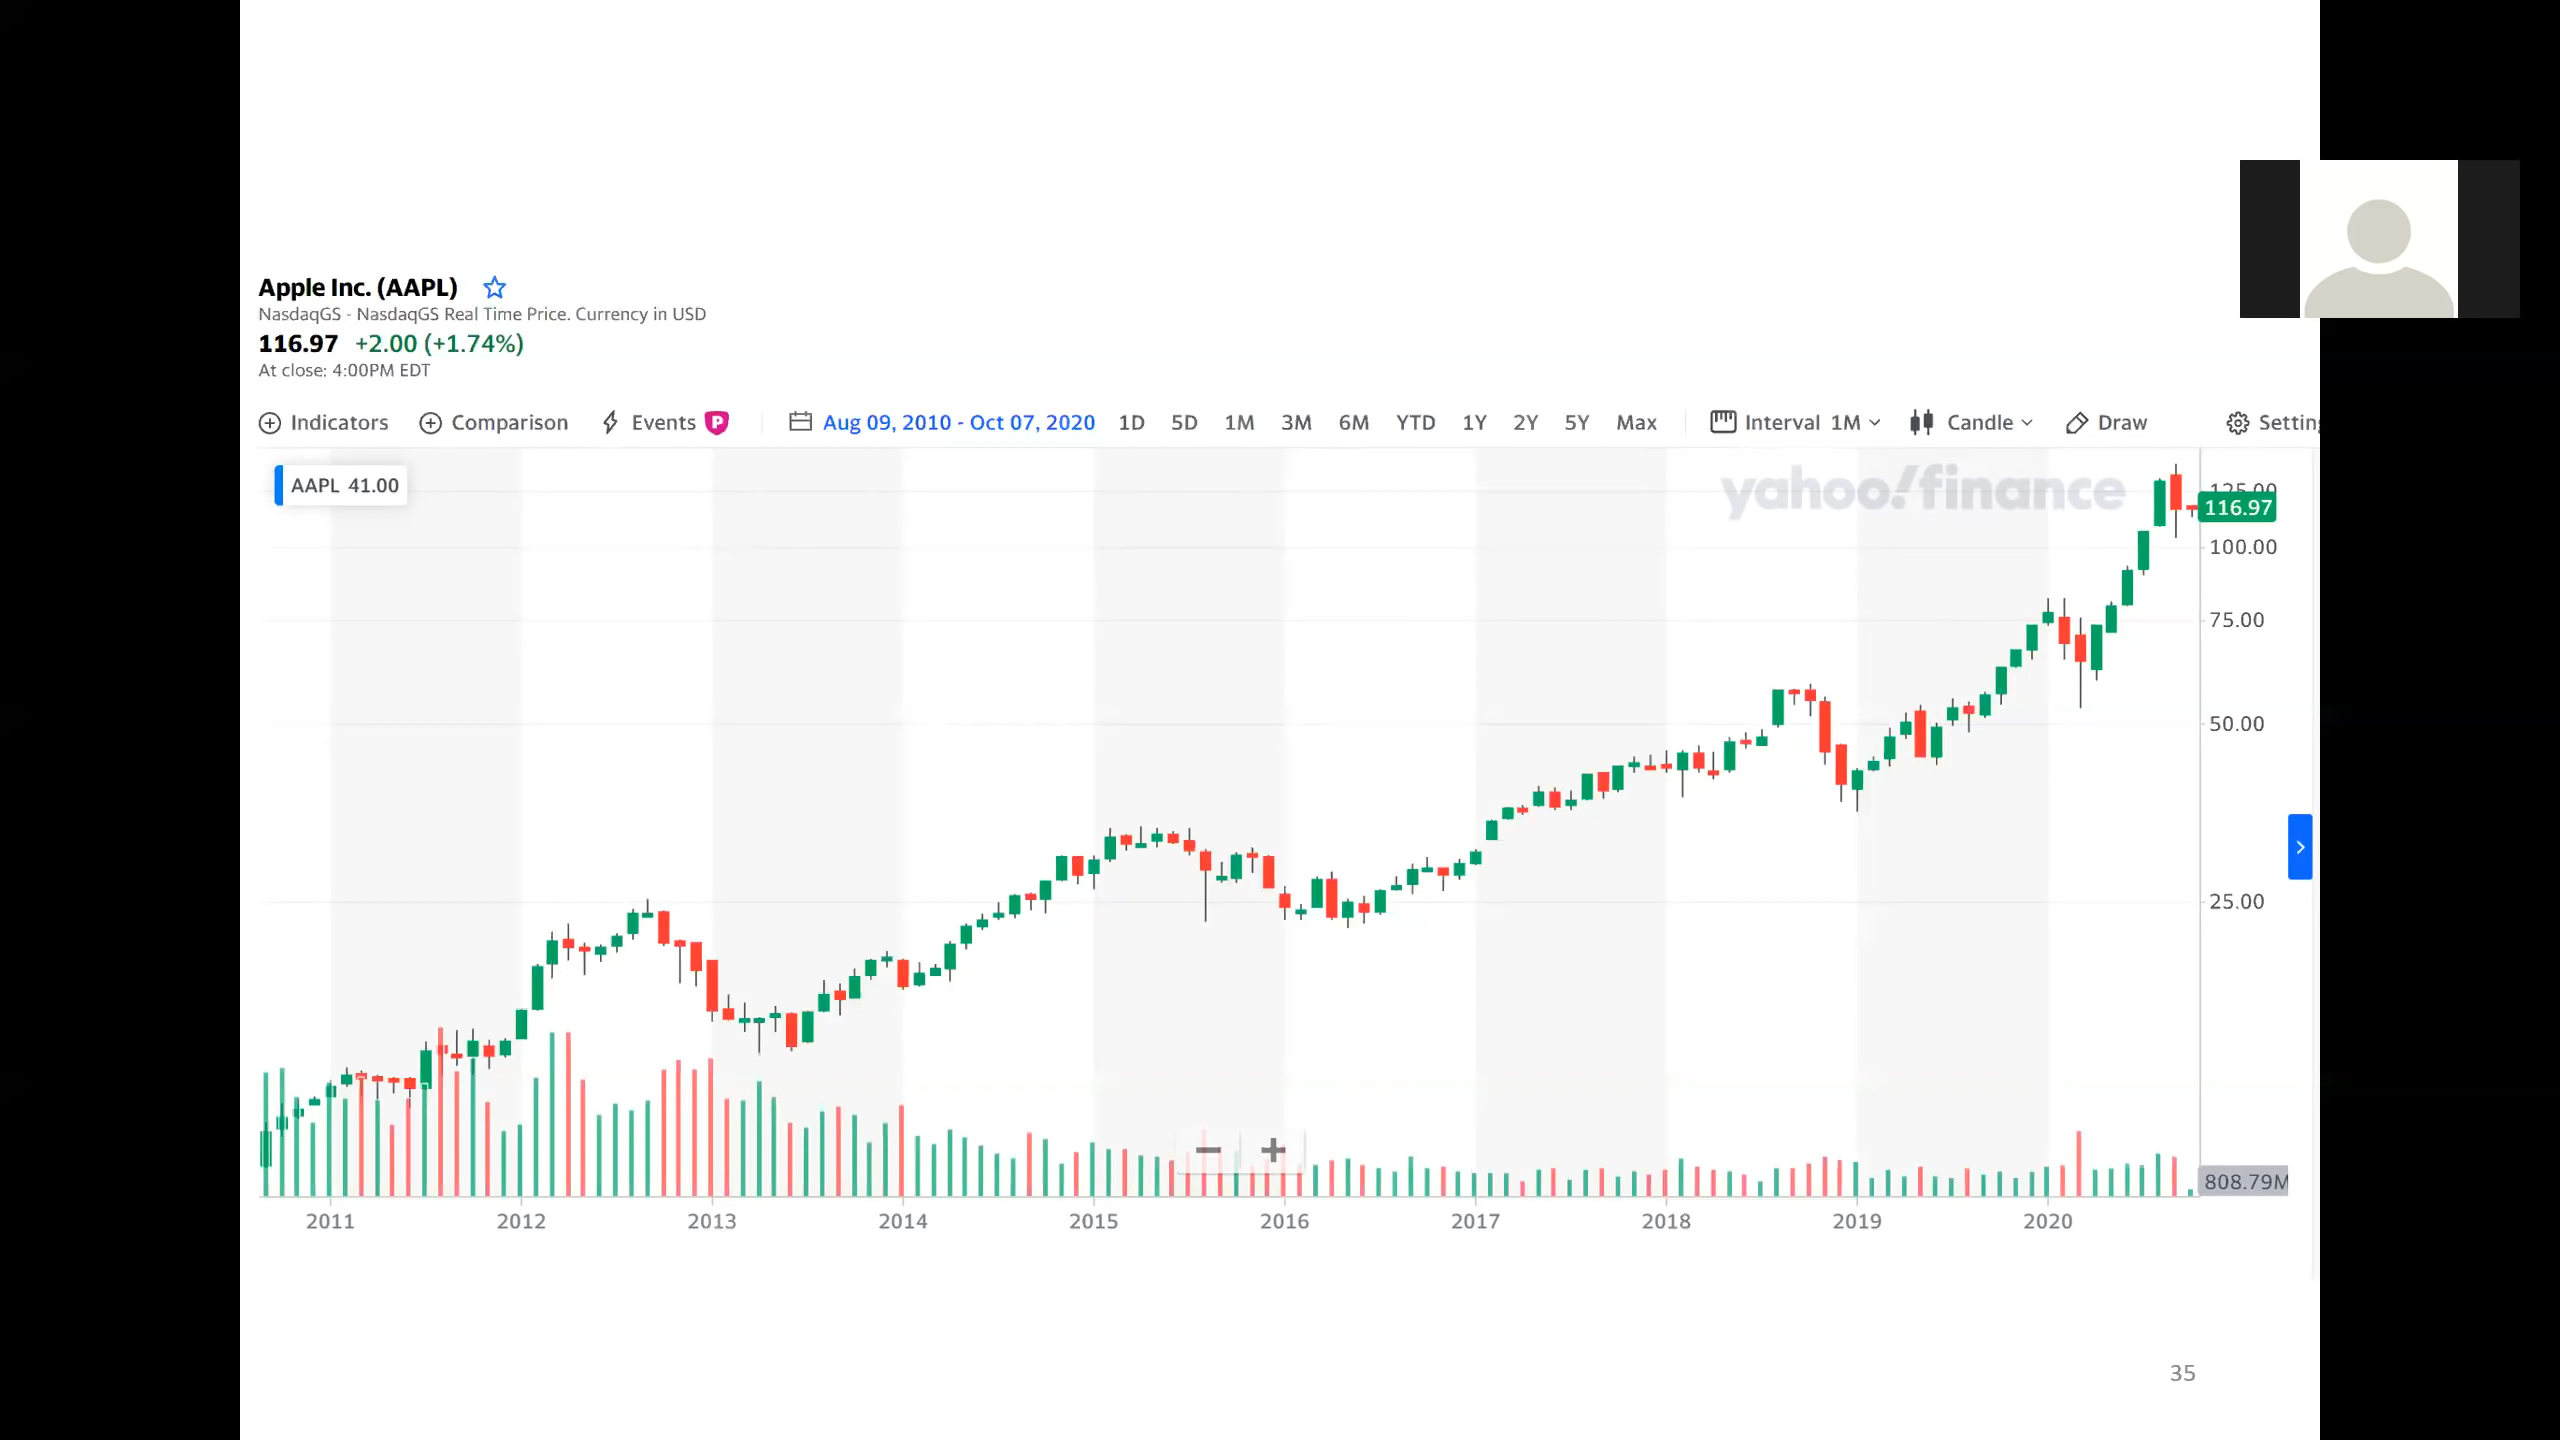 Apple Inc. (AAPL)
NasdaqGS - NasdaqGS Real Time Price. Currency in USD
116.97 +2.00 (+1.74%)
At close: 4:00PM EDT
Indicators Comparison Events P Aug 09, 2010 - Oct 07, 2020 1D 5D 1M 3M 6M YTD 1Y 2Y 5Y Max Interval 1M Candle Draw Settin
AAPL 41.00
yahoo!finance
125.00
116.97
100.00
75.00
50.00
25.00
808.79M
2011 2012 2013 2014 2015 2016 2017 2018 2019 2020
35